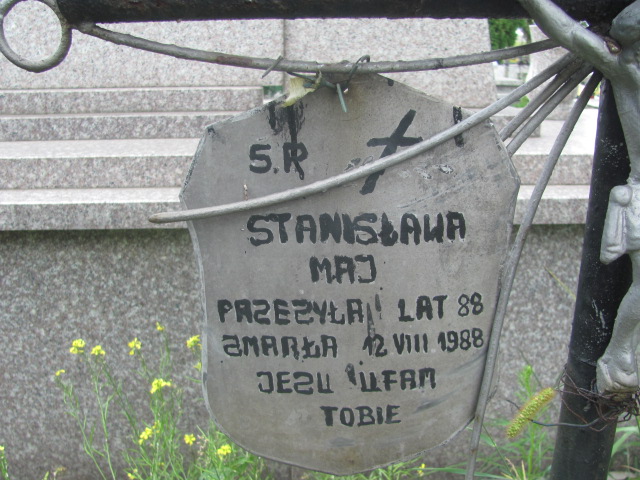 Ś.P.
STANISŁAWA
MAJ
PRZEŻYŁA LAT 88
ZMARŁA 12 VIII 1988
JEZU UFAM
TOBIE